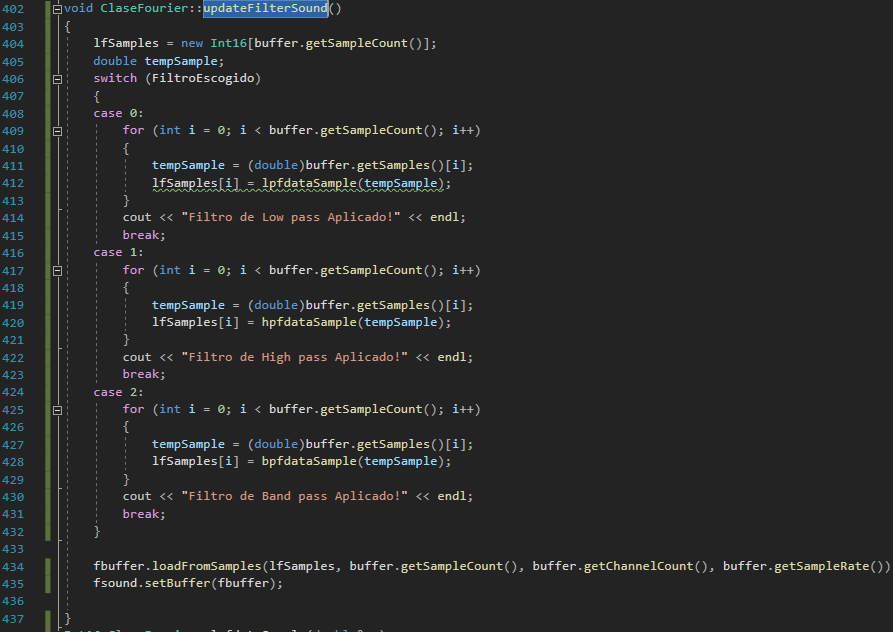 402 void ClaseFourier::updateFilterSound()
403 {
404 lfSamples = new Int16[buffer.getSampleCount()];
405 double tempSample;
406 switch (FiltroEscogido)
407 {
408 case 0:
409 for (int i = 0; i < buffer.getSampleCount(); i++)
410 {
411 tempSample = (double)buffer.getSamples()[i];
412 lfSamples[i] = lpfdataSample(tempSample);
413 }
414 cout << "Filtro de Low pass Aplicado!" << endl;
415 break;
416 case 1:
417 for (int i = 0; i < buffer.getSampleCount(); i++)
418 {
419 tempSample = (double)buffer.getSamples()[i];
420 lfSamples[i] = hpfdataSample(tempSample);
421 }
422 cout << "Filtro de High pass Aplicado!" << endl;
423 break;
424 case 2:
425 for (int i = 0; i < buffer.getSampleCount(); i++)
426 {
427 tempSample = (double)buffer.getSamples()[i];
428 lfSamples[i] = bpfdataSample(tempSample);
429 }
430 cout << "Filtro de Band pass Aplicado!" << endl;
431 break;
432 }
433
434 fbuffer.loadFromSamples(lfSamples, buffer.getSampleCount(), buffer.getChannelCount(), buffer.getSampleRate())
435 fsound.setBuffer(fbuffer);
436
437 }